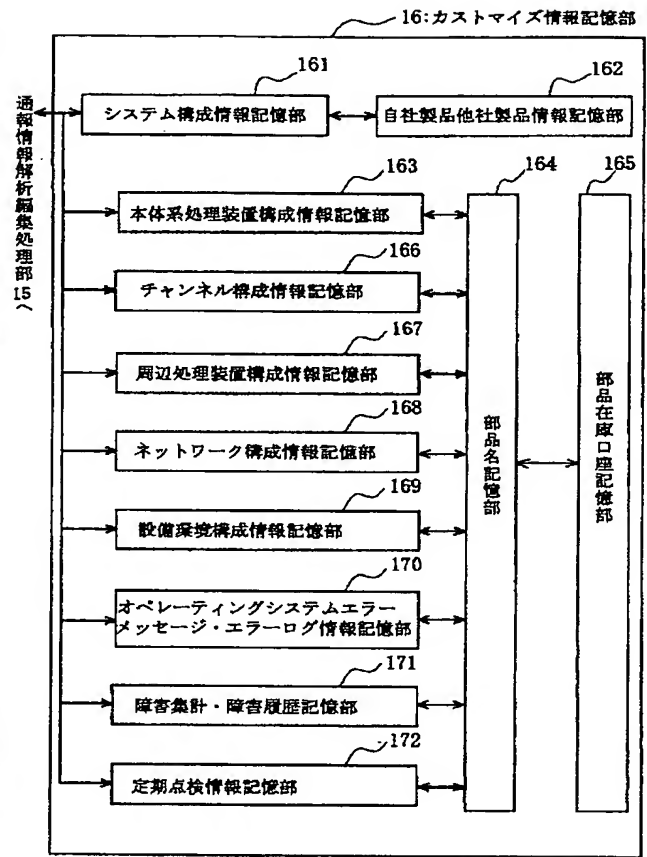 16:カストマイズ情報記憶部
161
162
通報情報解析編集処理部15へ
システム構成情報記憶部
自社製品他社製品情報記憶部
163
164
165
本体系処理装置構成情報記憶部
166
チャンネル構成情報記憶部
167
周辺処理装置構成情報記憶部
168
ネットワーク構成情報記憶部
部品名記憶部
部品在庫口座記憶部
169
設備環境構成情報記憶部
170
オペレーティングシステムエラー
メッセージ・エラーログ情報記憶部
171
障害集計・障害履歴記憶部
172
定期点検情報記憶部